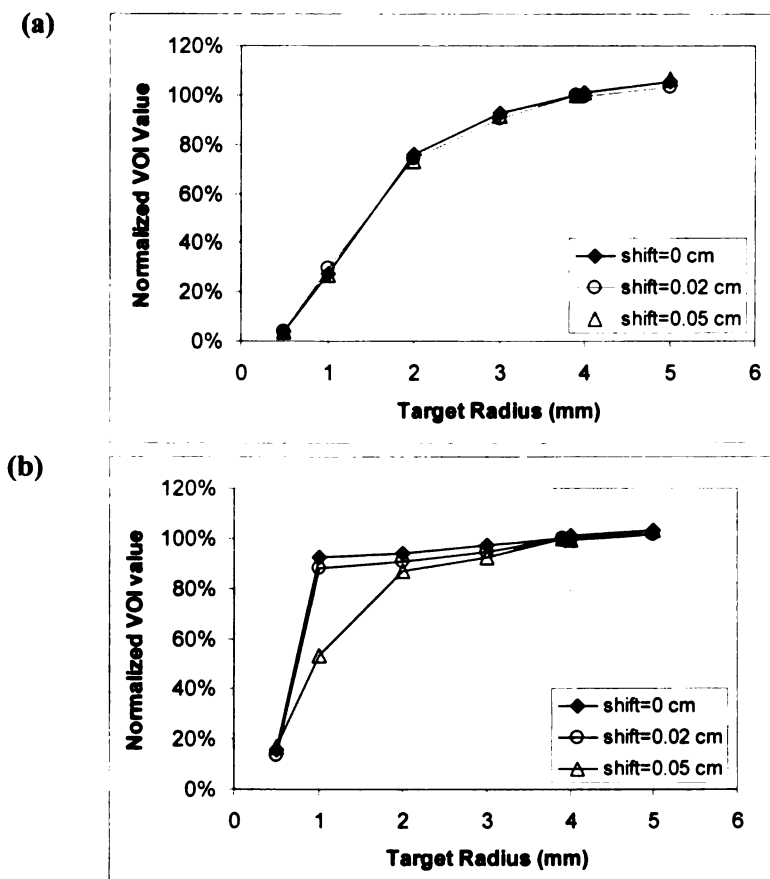 (a)
120%
100%
80%
60%
40%
20%
0%
Normalized VOI Value
shift=0 cm
shift=0.02 cm
shift=0.05 cm
0 1 2 3 4 5 6
Target Radius (mm)
(b)
120%
100%
80%
60%
40%
20%
0%
Normalized VOI value
shift=0 cm
shift=0.02 cm
shift=0.05 cm
0 1 2 3 4 5 6
Target Radius (mm)